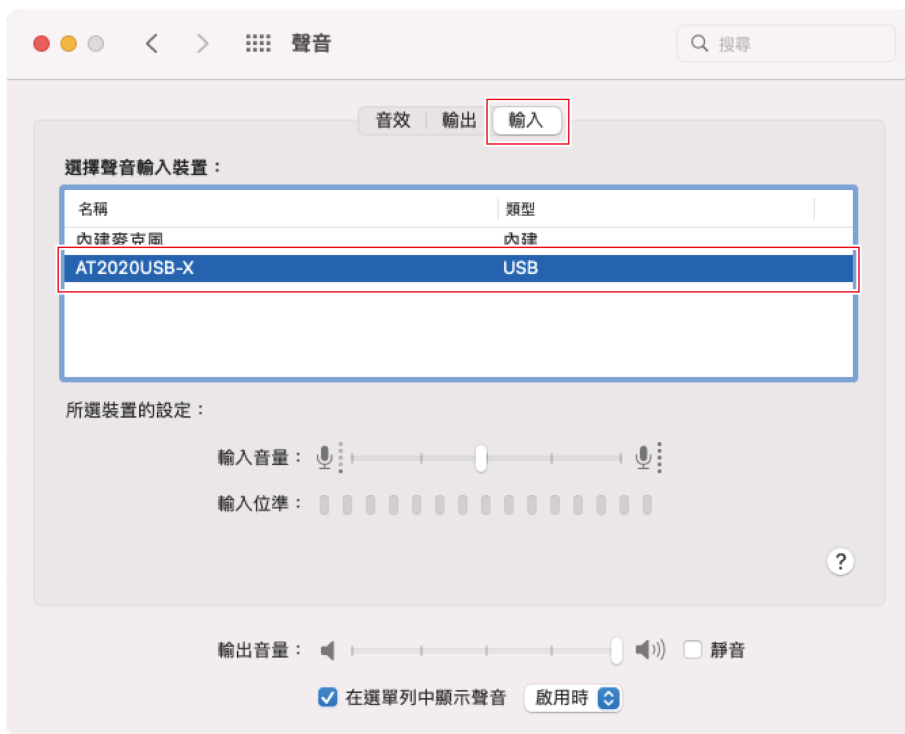 聲音
搜尋
音效 輸出 輸入
選擇聲音輸入裝置：
名稱 類型
內建麥克風 內建
AT2020USB-X USB
所選裝置的設定：
輸入音量：
輸入位準：
?
輸出音量： 靜音
在選單列中顯示聲音 啟用時